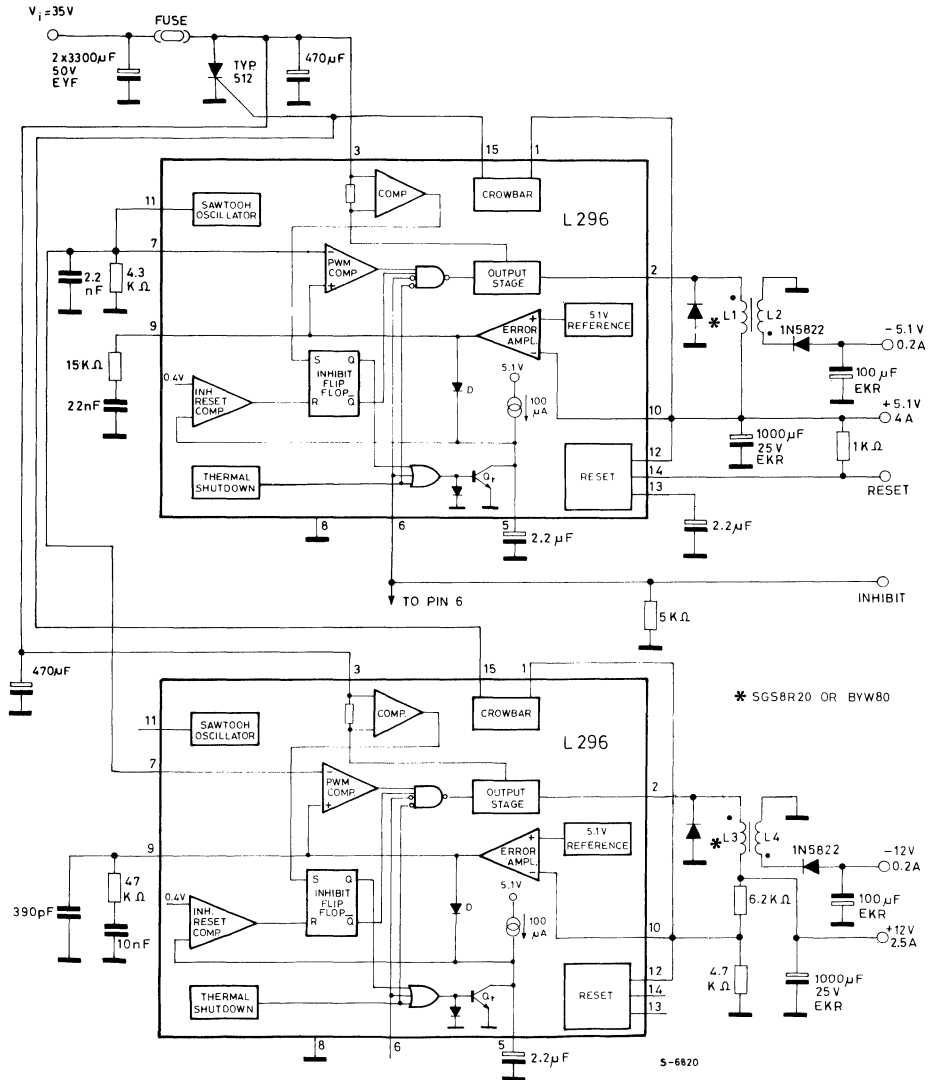 V i =35V
FUSE
2x3300µF
50V
EYF
TYP.
512
470µF
3
15
1
11
SAWTOOH
OSCILLATOR
COMP
CROWBAR
L296
7
2.2
nF
4.3
KΩ
PWM
COMP
OUTPUT
STAGE
2
*
L1
L2
1N5822
-5.1V
0.2A
9
ERROR
AMPL.
5.1V
REFERENCE
100µF
EKR
15KΩ
22nF
0.4V
INH
RESET
COMP
S
Q
INHIBIT
FLIP
FLOP
R
Q
D
5.1V
100
µA
10
+5.1V
4A
1000µF
25V
EKR
1KΩ
THERMAL
SHUTDOWN
Qr
RESET
12
14
13
RESET
8
6
5
2.2µF
2.2µF
TO PIN 6
INHIBIT
5KΩ
470µF
3
15
1
* SGS8R20 OR BYW80
11
SAWTOOH
OSCILLATOR
COMP.
CROWBAR
L296
7
PWM
COMP.
OUTPUT
STAGE
2
*
L3
L4
1N5822
-12V
0.2A
9
ERROR
AMPL.
5.1V
REFERENCE
100µF
EKR
390pF
47
KΩ
10nF
0.4V
INH.
RESET
COMP.
S
Q
INHIBIT
FLIP
FLOP
R
Q
D
5.1V
100
µA
6.2KΩ
10
+12V
2.5A
4.7
KΩ
1000µF
25V
EKR
THERMAL
SHUTDOWN
Qr
RESET
12
14
13
8
6
5
2.2µF
S-6820